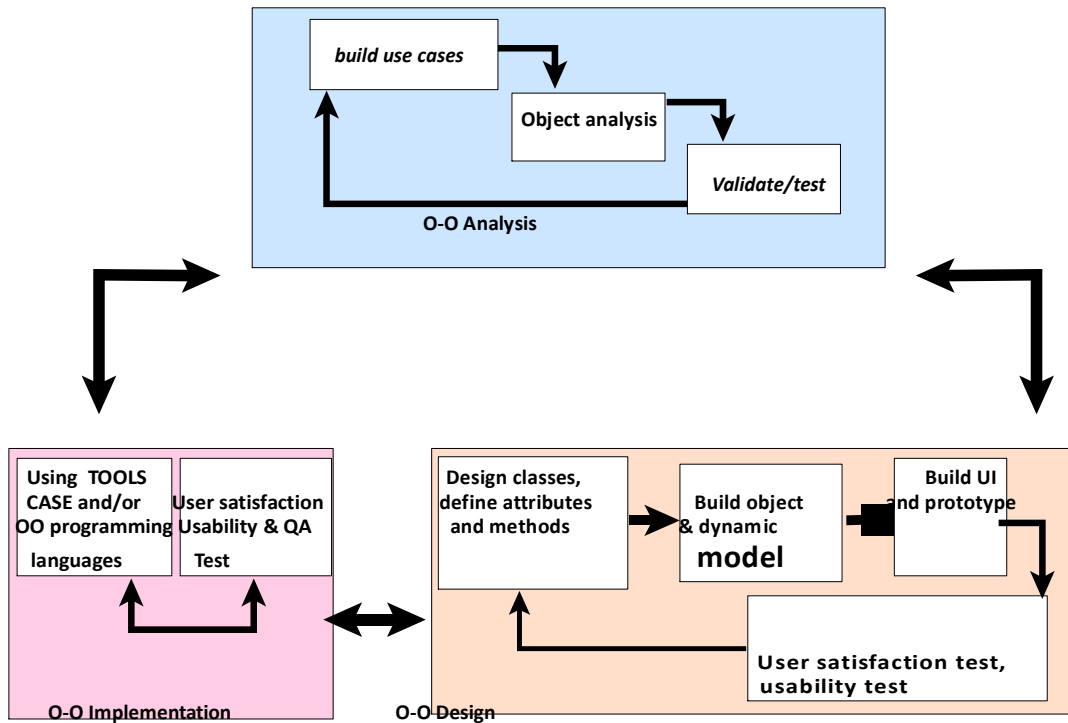 build use cases
Object analysis
Validate/test
O-O Analysis
Using TOOLS
CASE and/or
OO programming
languages
User satisfaction
Usability & QA
Test
O-O Implementation
Design classes,
define attributes
and methods
Build object
& dynamic
model
Build UI
and prototype
User satisfaction test,
usability test
O-O Design